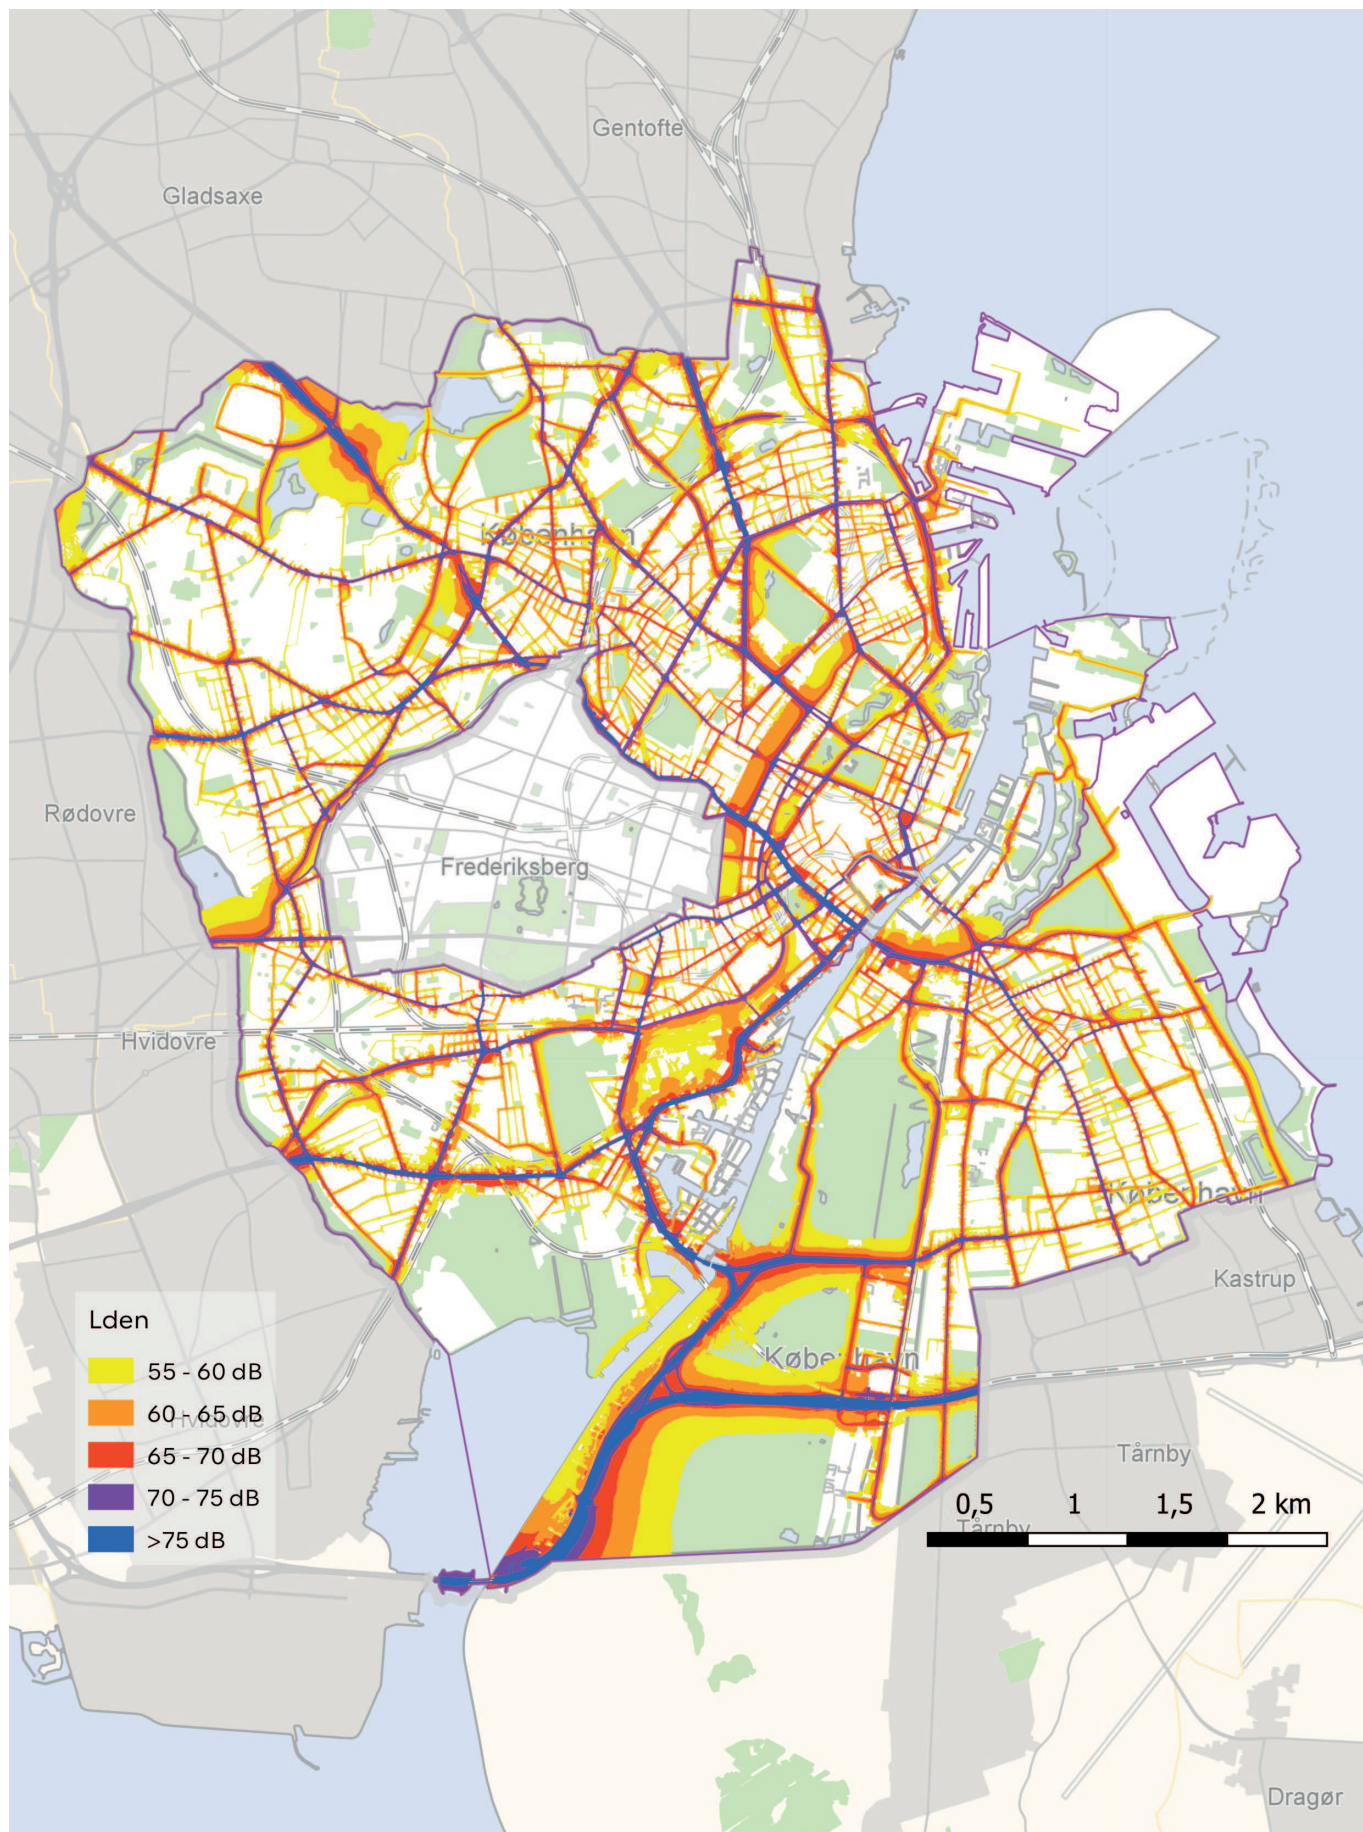 Gentofte
Gladsaxe
København
Rødovre
Frederiksberg
Hvidovre
København
Kastrup
Lden
København
55 - 60 dB
60 - 65 dB
Hvidovre
65 - 70 dB
Tårnby
70 - 75 dB
0,5 1 1,5 2 km
Tårnby
>75 dB
Dragør